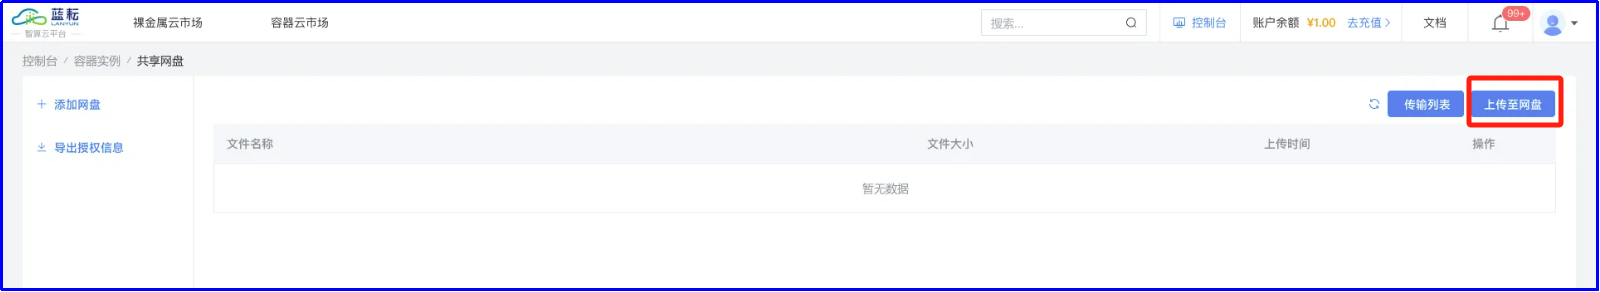 蓝耘
LANYUN
智算云平台
裸金属云市场 容器云市场 搜索... 控制台 账户余额 ¥1.00 去充值 > 文档 99+
控制台 / 容器实例 / 共享网盘
+ 添加网盘
传输列表 上传至网盘
导出授权信息
文件名称 文件大小 上传时间 操作
暂无数据